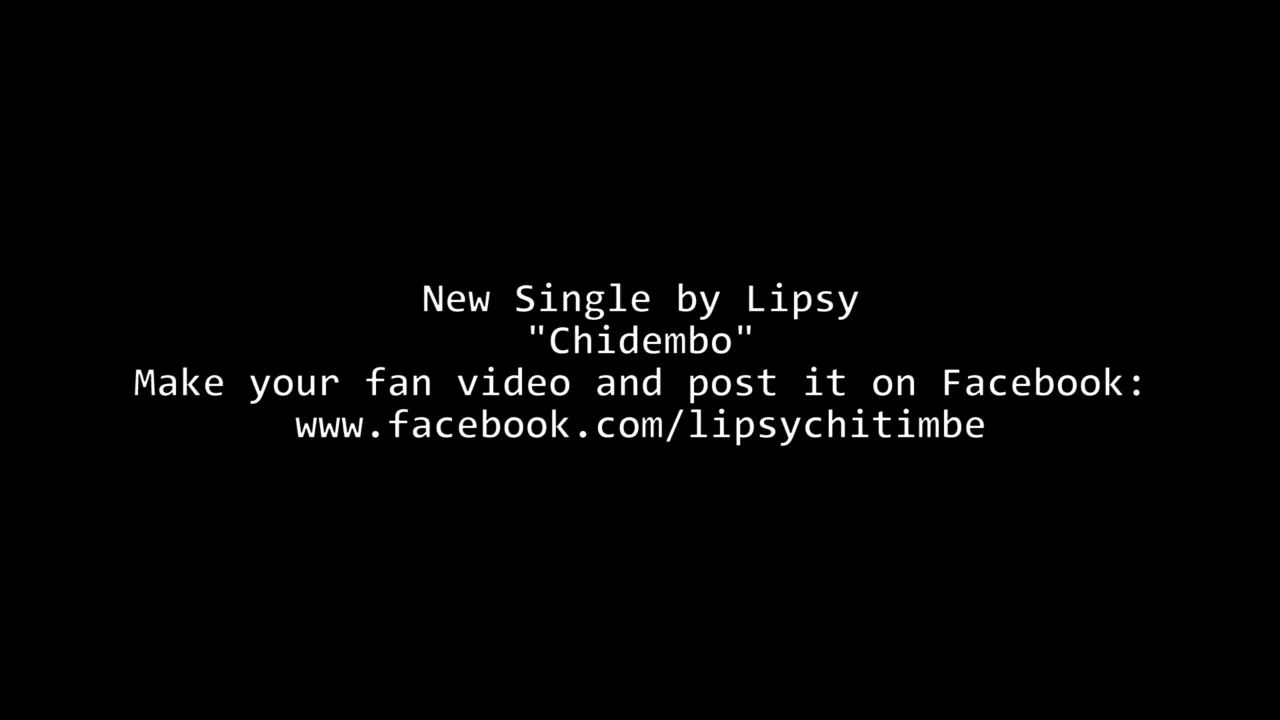 New Single by Lipsy
"Chidembo"
Make your fan video and post it on Facebook:
www.facebook.com/lipsychitimbe